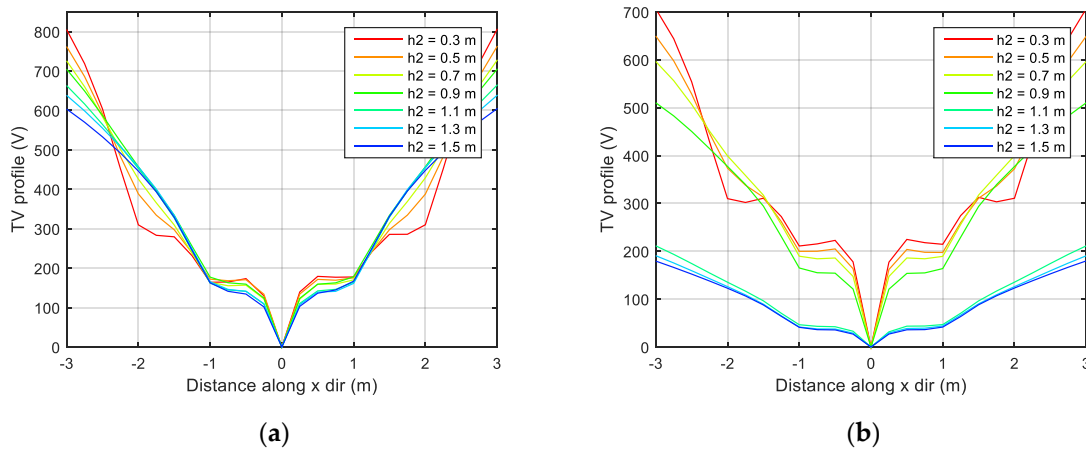 800
700
600
500
400
300
200
100
0
TV profile (V)
-3 -2 -1 0 1 2 3
Distance along x dir (m)
h2 = 0.3 m
h2 = 0.5 m
h2 = 0.7 m
h2 = 0.9 m
h2 = 1.1 m
h2 = 1.3 m
h2 = 1.5 m
(a)
700
600
500
400
300
200
100
0
TV profile (V)
-3 -2 -1 0 1 2 3
Distance along x dir (m)
h2 = 0.3 m
h2 = 0.5 m
h2 = 0.7 m
h2 = 0.9 m
h2 = 1.1 m
h2 = 1.3 m
h2 = 1.5 m
(b)